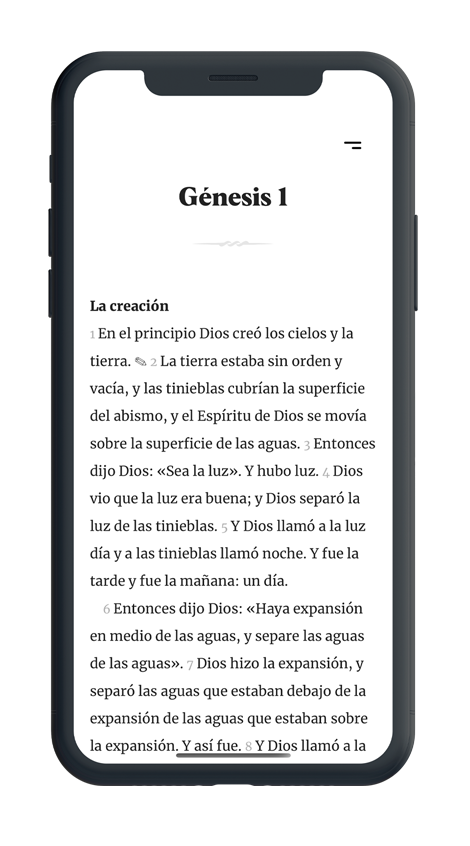 Génesis 1
La creación
1 En el principio Dios creó los cielos y la
tierra. ✎ 2 La tierra estaba sin orden y
vacía, y las tinieblas cubrían la superficie
del abismo, y el Espíritu de Dios se movía
sobre la superficie de las aguas. 3 Entonces
dijo Dios: «Sea la luz». Y hubo luz. 4 Dios
vio que la luz era buena; y Dios separó la
luz de las tinieblas. 5 Y Dios llamó a la luz
día y a las tinieblas llamó noche. Y fue la
tarde y fue la mañana: un día.
6 Entonces dijo Dios: «Haya expansión
en medio de las aguas, y separe las aguas
de las aguas». 7 Dios hizo la expansión, y
separó las aguas que estaban debajo de la
expansión de las aguas que estaban sobre
la expansión. Y así fue. 8 Y Dios llamó a la